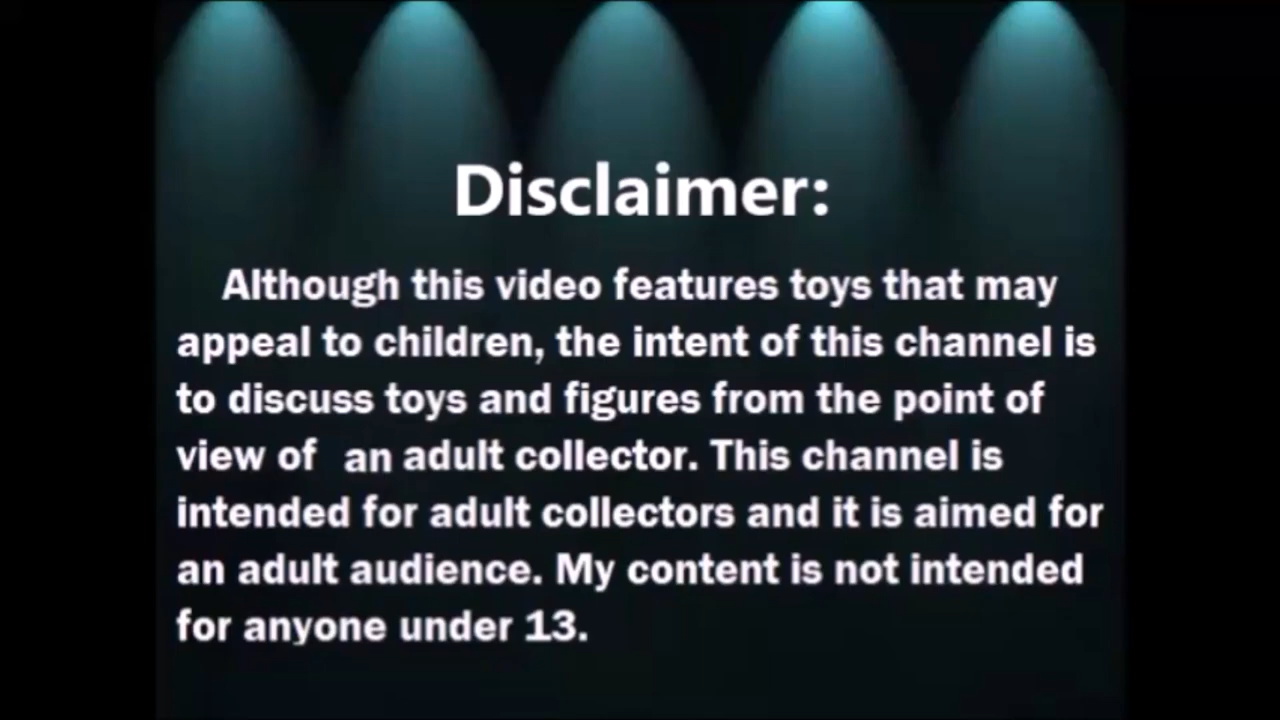 Disclaimer:
Although this video features toys that may
appeal to children, the intent of this channel is
to discuss toys and figures from the point of
view of an adult collector. This channel is
intended for adult collectors and it is aimed for
an adult audience. My content is not intended
for anyone under 13.